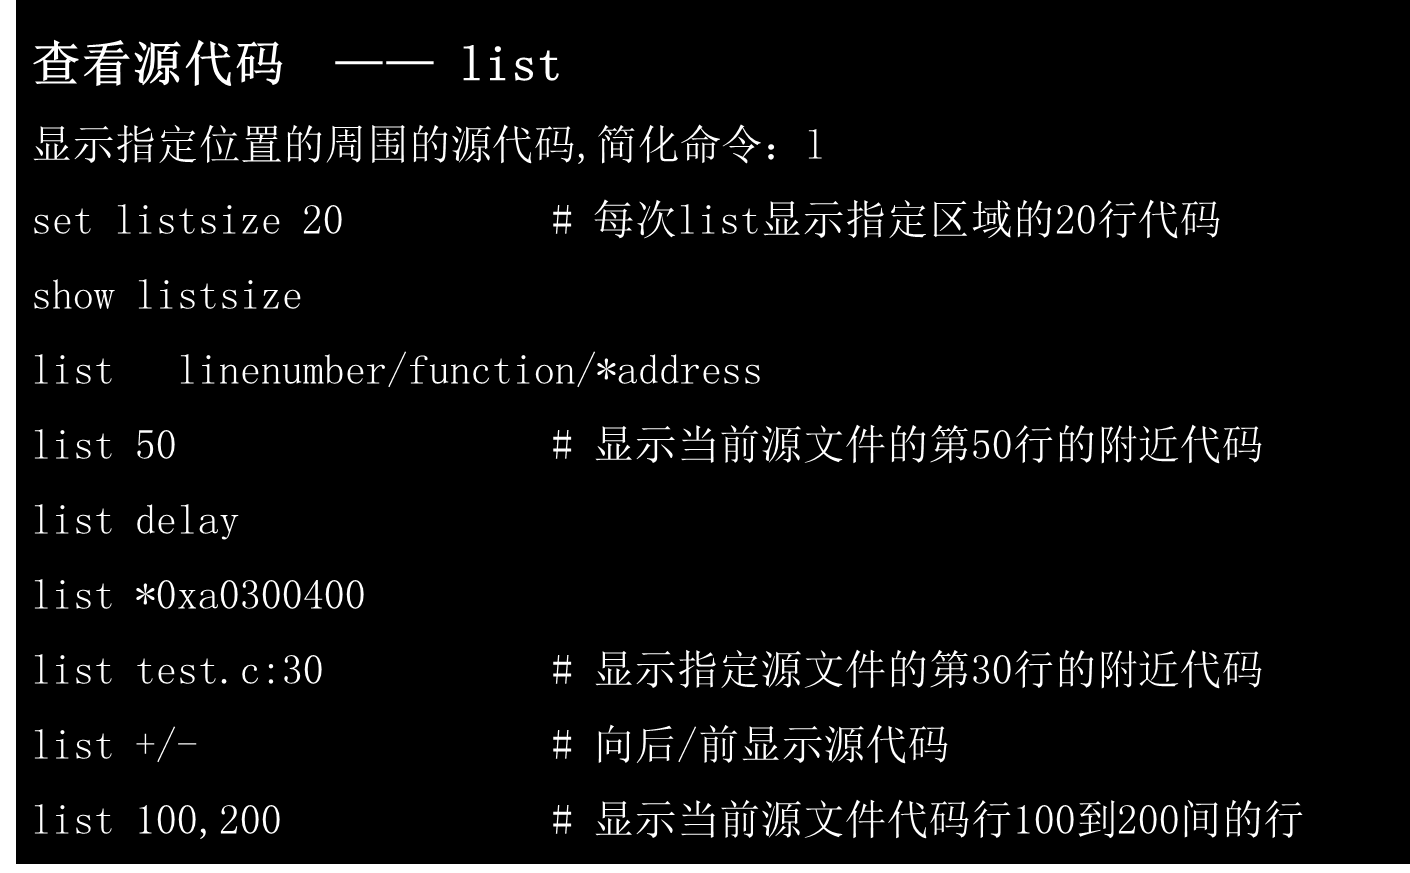 查看源代码 —— list
显示指定位置的周围的源代码,简化命令：l
set listsize 20 # 每次list显示指定区域的20行代码
show listsize
list linenumber/function/*address
list 50 # 显示当前源文件的第50行的附近代码
list delay
list *0xa0300400
list test.c:30 # 显示指定源文件的第30行的附近代码
list +/- # 向后/前显示源代码
list 100,200 # 显示当前源文件代码行100到200间的行